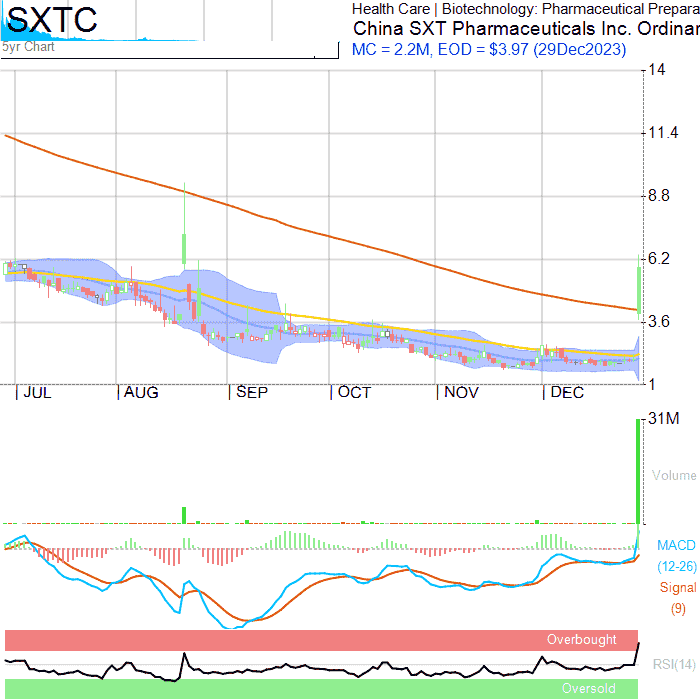 SXTC
5yr Chart
Health Care | Biotechnology: Pharmaceutical Prepara
China SXT Pharmaceuticals Inc. Ordinar
MC = 2.2M, EOD = $3.97 (29Dec2023)
14
11.4
8.8
6.2
3.6
1
JUL AUG SEP OCT NOV DEC
31M
Volume
MACD
(12-26)
Signal
(9)
Overbought
RSI(14)
Oversold